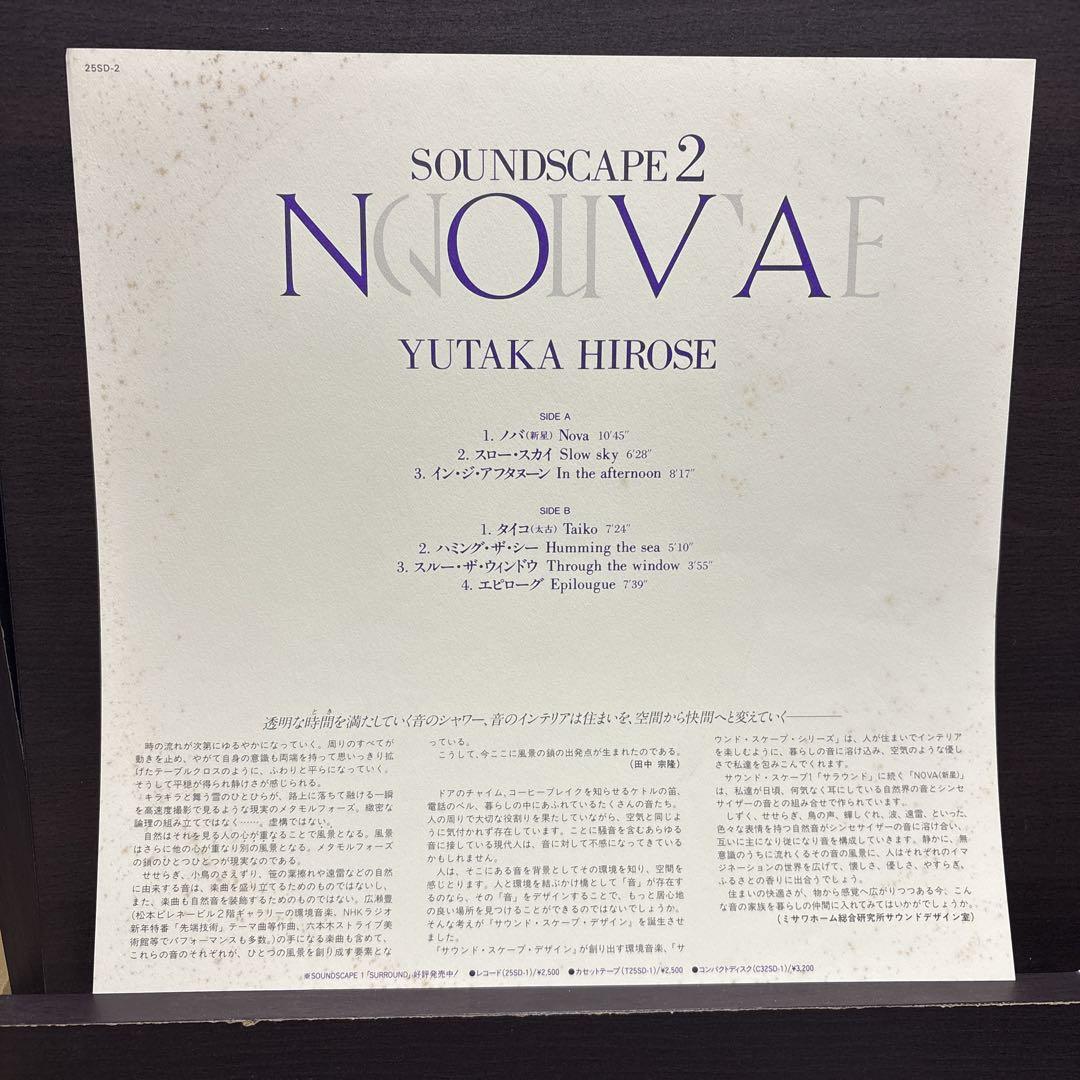 25SD-2
SOUNDSCAPE 2
NOVA
YUTAKA HIROSE
SIDE A
1. ノバ(新星) Nova 10'45"
2. スロー・スカイ Slow sky 6'28"
3. イン・ジ・アフタヌーン In the afternoon 8'17"
SIDE B
1. タイコ(太古) Taiko 7'24"
2. ハミング・ザ・シー Humming the sea 5'10"
3. スルー・ザ・ウィンドウ Through the window 3'55"
4. エピローグ Epilougue 7'39"
とき
透明な時間を満たしていく音のシャワー、音のインテリアは住まいを、空間から快間へと変えていく———
時の流れが次第にゆるやかになっていく。周りのすべてが
動きを止め、やがて自身の意識も両端を持って思いっきり拡
げたテーブルクロスのように、ふわりと平らになっていく。
そうして平穏が得られ静けさが感じられる。
キラキラと舞う雪のひとひらが、路上に落ちて融ける一瞬
を高速度撮影で見るような現実のメタモルフォーズ。緻密な
論理の組み立てではなく……。虚構ではない。
自然はそれを見る人の心が重なることで風景となる。風景
はさらに他の心が重なり別の風景となる。メタモルフォーズ
の鎖のひとつひとつが現実なのである。
せせらぎ、小鳥のさえずり、笹の葉擦れや遠雷などの自然
に由来する音は、楽曲を盛り立てるためのものではないし、
また、楽曲も自然音を装飾するためのものではない。広瀬豊
(松本ピレネービル2階ギャラリーの環境音楽、NHKラジオ
新年特番「先端技術」テーマ曲等作曲、六本木ストライプ美
術館等でパフォーマンスも多数。)の手になる楽曲も含めて、
これらの音のそれぞれが、ひとつの風景を創り成す要素とな
っている。
こうして、今ここに風景の鎖の出発点が生まれたのである。
(田中 宗隆)
ドアのチャイム、コーヒーブレイクを知らせるケトルの笛、
電話のベル、暮らしの中にあふれているたくさんの音たち。
人の周りで大切な役割りを果たしていながら、空気と同じよ
うに気付かれず存在しています。ことに騒音を含むあらゆる
音に接している現代人は、音に対して不感になってきている
かもしれません。
人は、そこにある音を背景としてその意味を知り、空間を
感じとります。人と環境を結ぶかけ橋として「音」が存在す
るのなら、その「音」をデザインすることで、もっと居心地
の良い場所を見つけることができるのではないでしょうか。
そんな考えが「サウンド・スケープ・デザイン」を誕生させ
ました。
「サウンド・スケープ・デザイン」が創り出す環境音楽、「サ
ウンド・スケープ・シリーズ」は、人が住まいでインテリア
を楽しむように、暮らしの音に溶け込み、空気のような優し
さで私達を包みこんでくれます。
サウンド・スケープ1「サラウンド」に続く「NOVA(新星)」
は、私達が日頃、何気なく耳にしている自然界の音とシンセ
サイザーの音との組み合せで作られています。
しずく、せせらぎ、鳥の声、蟬しぐれ、波、遠雷、といった、
色々な表情を持つ自然音がシンセサイザーの音に溶け合い、
互いに主になり従になり音を構成していきます。静かに、無
意識のうちに流れくるその音の風景に、人はそれぞれのイマ
ジネーションの世界を広げて、懐しさ、優しさ、やすらぎ、
ふるさとの香りに出合うでしょう。
住まいの快適さが、物から感覚へ広がりつつある今、こん
な音の家族を暮らしの仲間に入れてみてはいかがでしょう。
(ミサワホーム総合研究所サウンドデザイン室)
※SOUNDSCAPE 1「SURROUND」好評発売中! ●レコード(25SD-1)/¥2,500 ●カセットテープ(T25SD-1)/¥2,500 ●コンパクトディスク(C32SD-1)/¥3,200